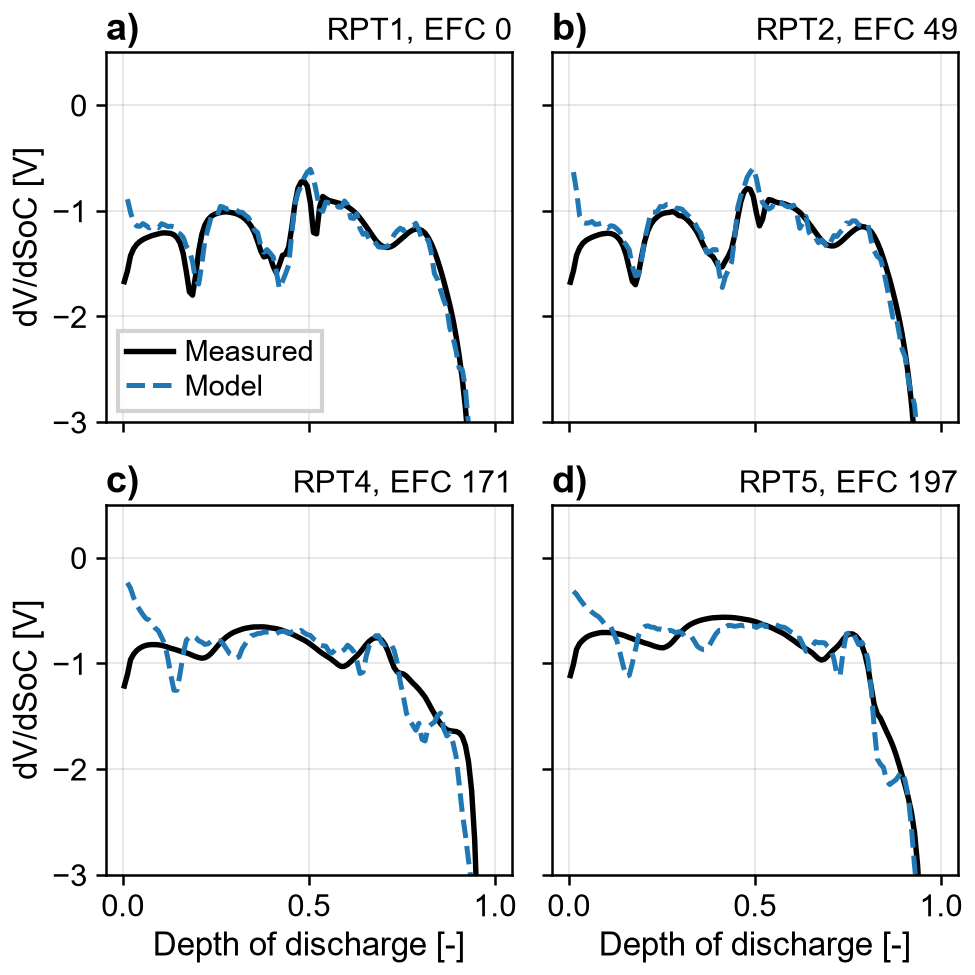 a) RPT1, EFC 0
b) RPT2, EFC 49
dV/dSoC [V]
0
−1
−2
−3
Measured
Model
c) RPT4, EFC 171
d) RPT5, EFC 197
dV/dSoC [V]
0
−1
−2
−3
0.0 0.5 1.0
0.0 0.5 1.0
Depth of discharge [-]
Depth of discharge [-]